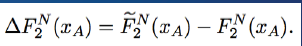 ΔF₂ᴺ(x_A) = F̃₂ᴺ(x_A) − F₂ᴺ(x_A).